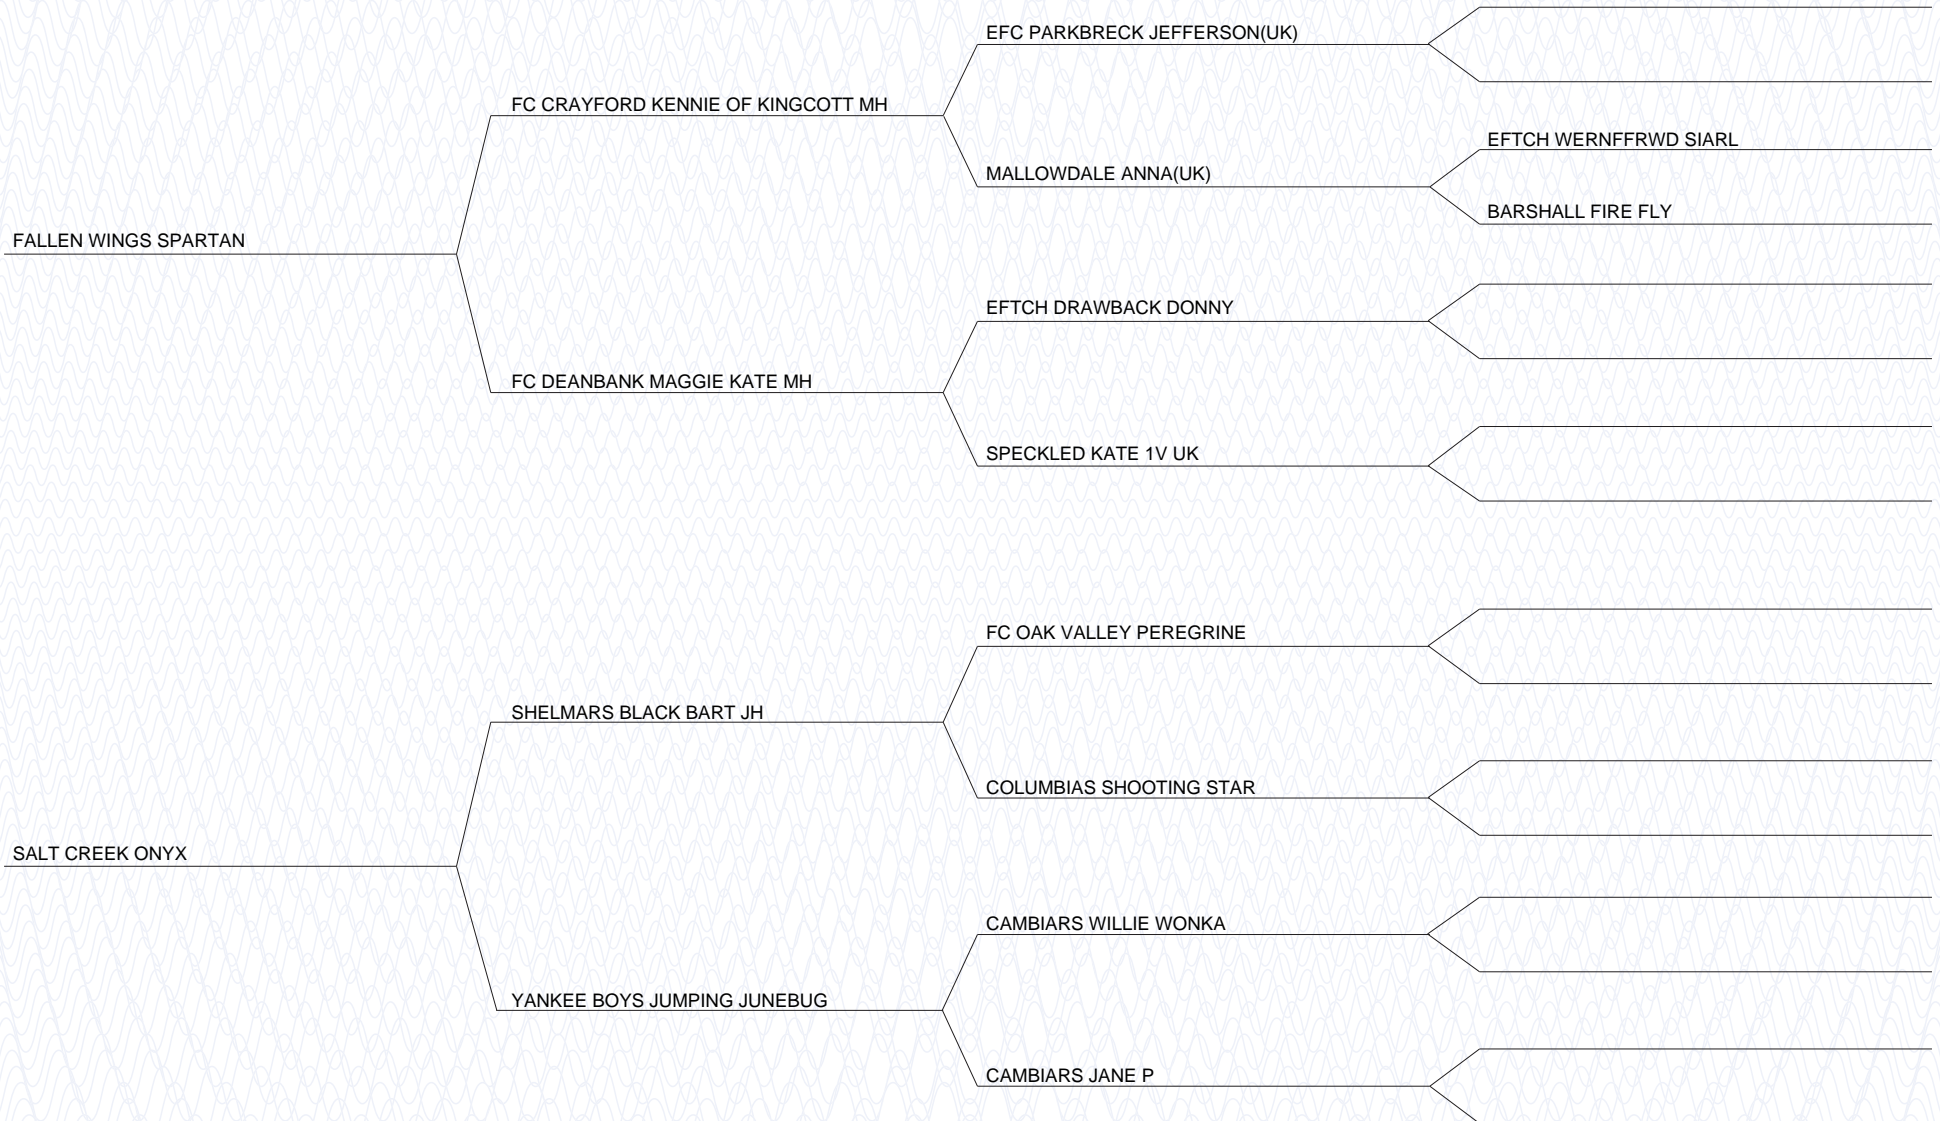 EFC PARKBRECK JEFFERSON(UK)
FC CRAYFORD KENNIE OF KINGCOTT MH
EFTCH WERNFFRWD SIARL
MALLOWDALE ANNA(UK)
BARSHALL FIRE FLY
FALLEN WINGS SPARTAN
EFTCH DRAWBACK DONNY
FC DEANBANK MAGGIE KATE MH
SPECKLED KATE 1V UK
FC OAK VALLEY PEREGRINE
SHELMARS BLACK BART JH
COLUMBIAS SHOOTING STAR
SALT CREEK ONYX
CAMBIARS WILLIE WONKA
YANKEE BOYS JUMPING JUNEBUG
CAMBIARS JANE P